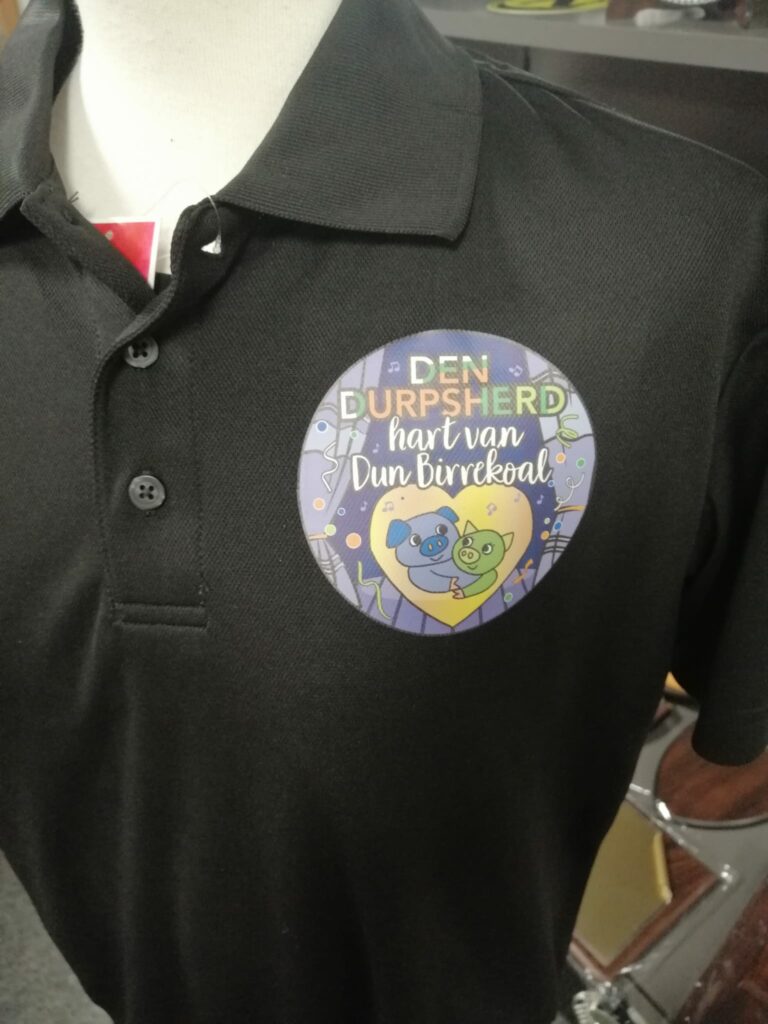 DEN
DURPSHERD
hart van
Dun Birrekoal